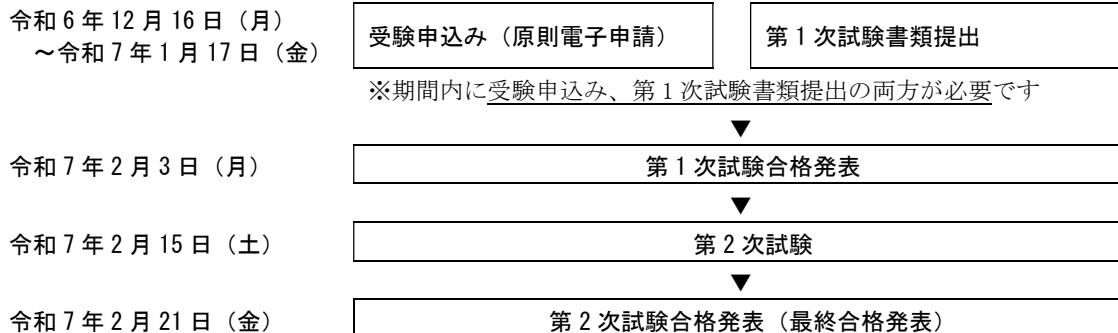 令和6年12月16日（月）
～令和7年1月17日（金）
受験申込み（原則電子申請）
第1次試験書類提出
※期間内に受験申込み、第1次試験書類提出の両方が必要です
▼
令和7年2月3日（月）
第1次試験合格発表
▼
令和7年2月15日（土）
第2次試験
▼
令和7年2月21日（金）
第2次試験合格発表（最終合格発表）